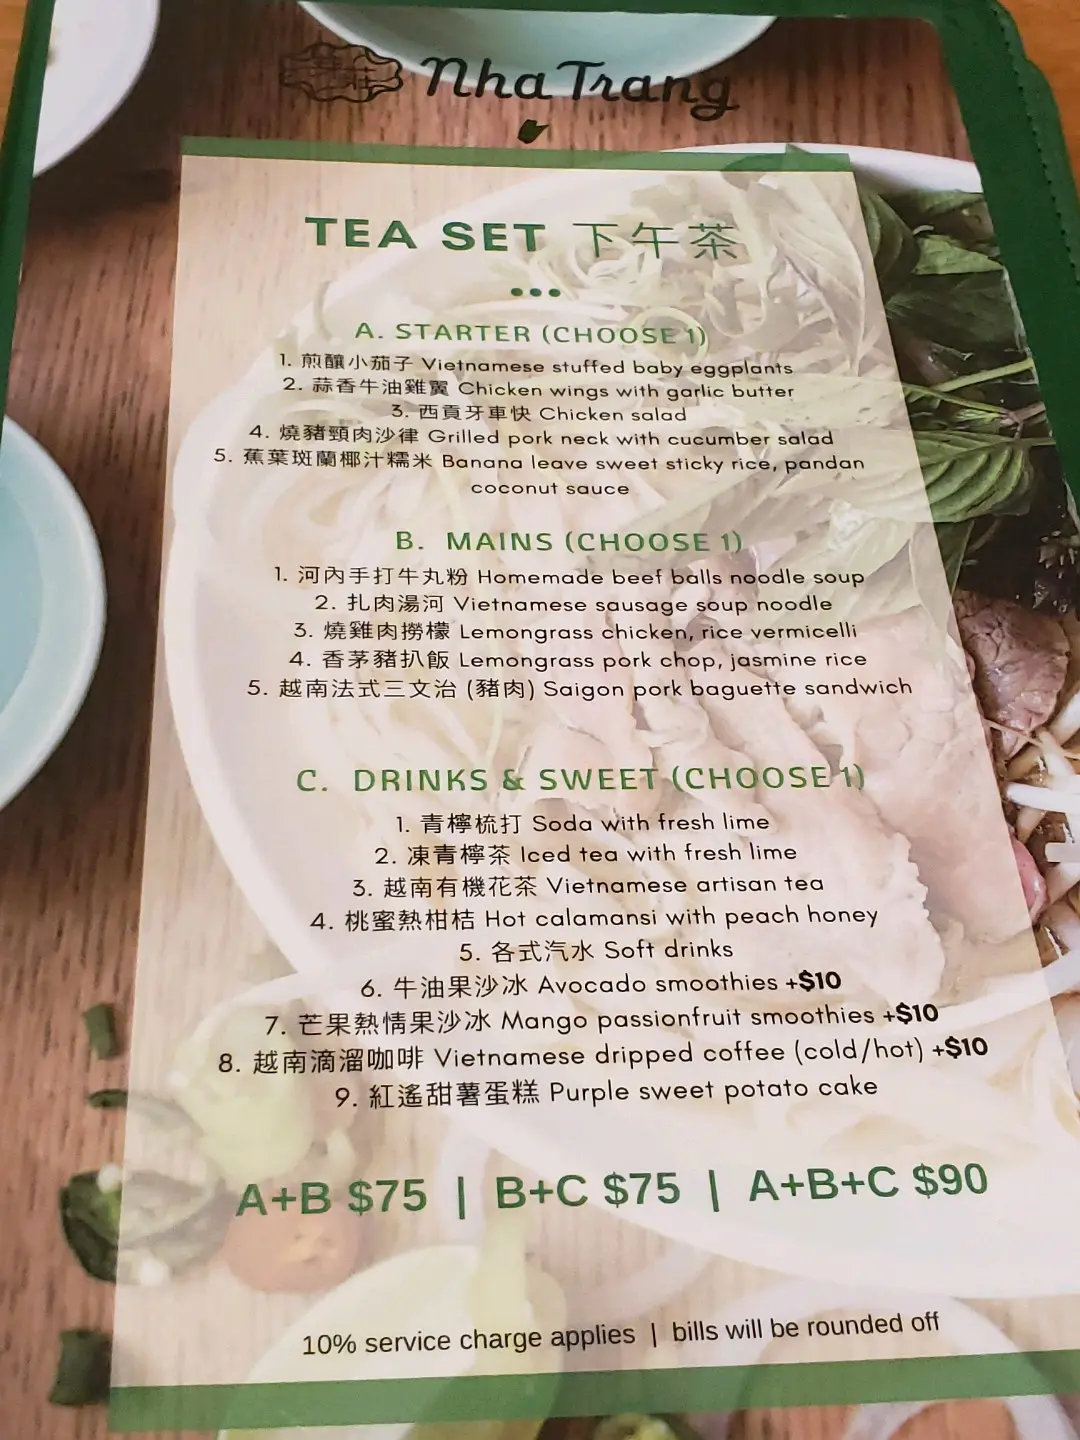 Nha Trang
TEA SET 下午茶
A. STARTER (CHOOSE 1)
1. 煎釀小茄子 Vietnamese stuffed baby eggplants
2. 蒜香牛油雞翼 Chicken wings with garlic butter
3. 西貢牙車快 Chicken salad
4. 燒豬頸肉沙律 Grilled pork neck with cucumber salad
5. 蕉葉斑蘭椰汁糯米 Banana leave sweet sticky rice, pandan
coconut sauce
B. MAINS (CHOOSE 1)
1. 河內手打牛丸粉 Homemade beef balls noodle soup
2. 扎肉湯河 Vietnamese sausage soup noodle
3. 燒雞肉撈檬 Lemongrass chicken, rice vermicelli
4. 香茅豬扒飯 Lemongrass pork chop, jasmine rice
5. 越南法式三文治 (豬肉) Saigon pork baguette sandwich
C. DRINKS & SWEET (CHOOSE 1)
1. 青檸梳打 Soda with fresh lime
2. 凍青檸茶 Iced tea with fresh lime
3. 越南有機花茶 Vietnamese artisan tea
4. 桃蜜熱柑桔 Hot calamansi with peach honey
5. 各式汽水 Soft drinks
6. 牛油果沙冰 Avocado smoothies +$10
7. 芒果熱情果沙冰 Mango passionfruit smoothies +$10
8. 越南滴溜咖啡 Vietnamese dripped coffee (cold/hot) +$10
9. 紅遙甜薯蛋糕 Purple sweet potato cake
A+B $75 | B+C $75 | A+B+C $90
10% service charge applies | bills will be rounded off